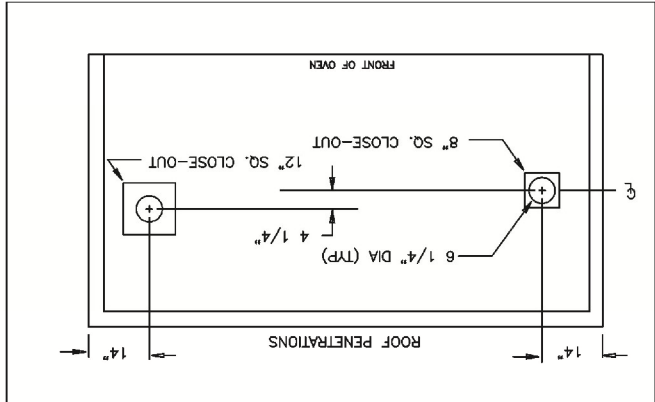 14"
14"
ROOF PENETRATIONS
6 1/4" DIA (TYP)
4 1/4"
℄
12" SQ. CLOSE-OUT
8" SQ. CLOSE-OUT
FRONT OF OVEN